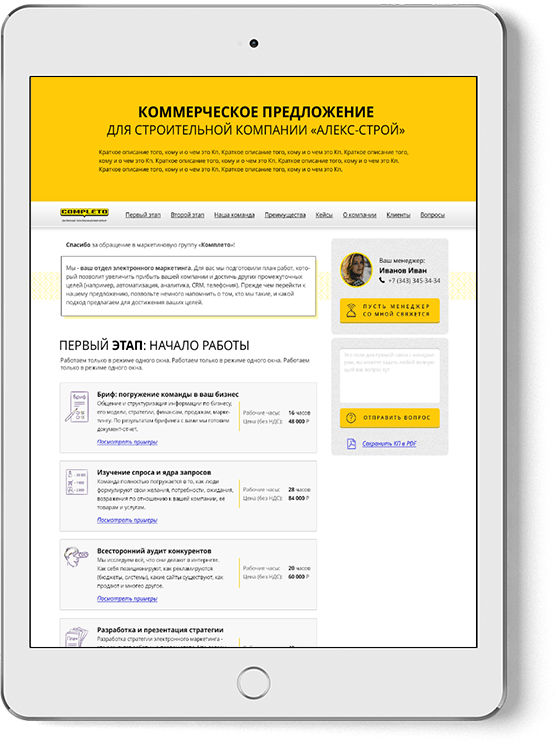 КОММЕРЧЕСКОЕ ПРЕДЛОЖЕНИЕ
ДЛЯ СТРОИТЕЛЬНОЙ КОМПАНИИ «АЛЕКС-СТРОЙ»
Краткое описание того, кому и о чем это Кп. Краткое описание того, кому и о чем это Кп. Краткое описание того,
кому и о чем это Кп. Краткое описание того, кому и о чем это Кп. Краткое описание того, кому и о чем это Кп.
Краткое описание того, кому и о чем это Кп. Краткое описание того, кому и о чем это Кп.
COMPLETO
Первый этап Второй этап Наша команда Преимущества Кейсы О компании Клиенты Вопросы
Спасибо за обращение в маркетинговую группу «Комплето»!
Мы - ваш отдел электронного маркетинга. Для вас мы подготовили план работ, кото-
рый позволит увеличить прибыль вашей компании и достичь других промежуточных
целей (например, автоматизация, аналитика, CRM, телефония). Прежде чем перейти к
нашему предложению, позвольте немного напомнить о том, кто мы такие, и какой
подход предлагаем для достижения ваших целей.
Ваш менеджер:
Иванов Иван
+7 (343) 345-34-34
ПУСТЬ МЕНЕДЖЕР
СО МНОЙ СВЯЖЕТСЯ
ОТПРАВИТЬ ВОПРОС
Сохранить КП в PDF
ПЕРВЫЙ ЭТАП: НАЧАЛО РАБОТЫ
Работаем только в режиме одного окна. Работаем только в режиме одного окна. Работаем
только в режиме одного окна.
Бриф
Бриф: погружение команды в ваш бизнес
Общение и структуризация информации по бизнесу,
его модели, стратегии, финансам, продажам, марке-
тингу. По результатам брифинга с вами мы готовим
документ-отчет.
Посмотреть примеры
Рабочие часы: 16 часов
Цена (без НДС): 48 000 Р
Изучение спроса и ядра запросов
Команда полностью погружается в то, как люди
формулируют свои желания, потребности, ожидания,
возражения по отношению к вашей компании, её
товарам и услугам.
Посмотреть примеры
Рабочие часы: 28 часов
Цена (без НДС): 84 000 Р
Всесторонний аудит конкурентов
Мы исследуем всё, что они делают в интернете.
Как себя позиционируют, как рекламируются
(бюджеты, системы), какие сайты существуют, как
продают и многое другое.
Посмотреть примеры
Рабочие часы: 20 часов
Цена (без НДС): 60 000 Р
План
Разработка и презентация стратегии
Разработка стратегии электронного маркетинга -